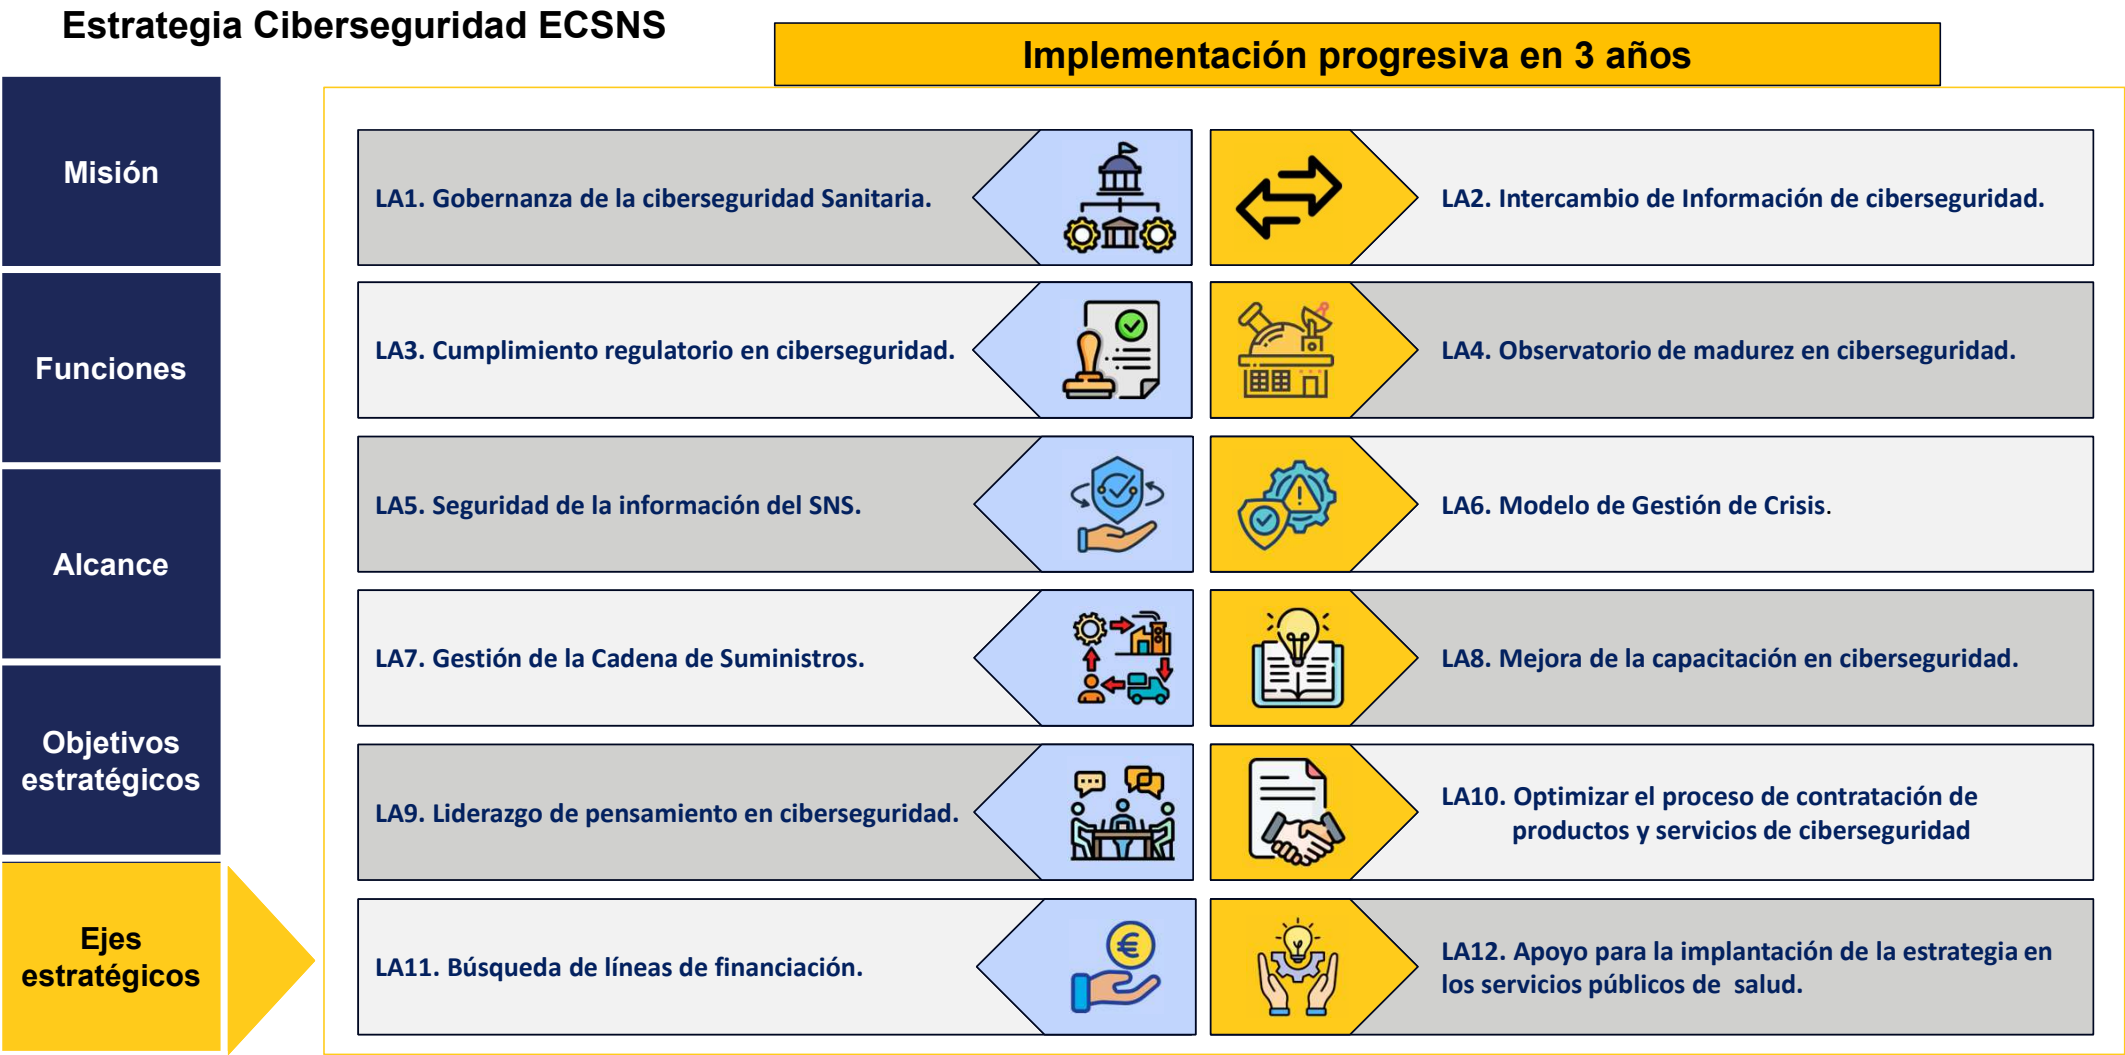 Estrategia Ciberseguridad ECSNS
Implementación progresiva en 3 años
Misión
Funciones
Alcance
Objetivos
estratégicos
Ejes
estratégicos
LA1. Gobernanza de la ciberseguridad Sanitaria.
LA2. Intercambio de Información de ciberseguridad.
LA3. Cumplimiento regulatorio en ciberseguridad.
LA4. Observatorio de madurez en ciberseguridad.
LA5. Seguridad de la información del SNS.
LA6. Modelo de Gestión de Crisis.
LA7. Gestión de la Cadena de Suministros.
LA8. Mejora de la capacitación en ciberseguridad.
LA9. Liderazgo de pensamiento en ciberseguridad.
LA10. Optimizar el proceso de contratación de
productos y servicios de ciberseguridad
LA11. Búsqueda de líneas de financiación.
€
LA12. Apoyo para la implantación de la estrategia en
los servicios públicos de salud.